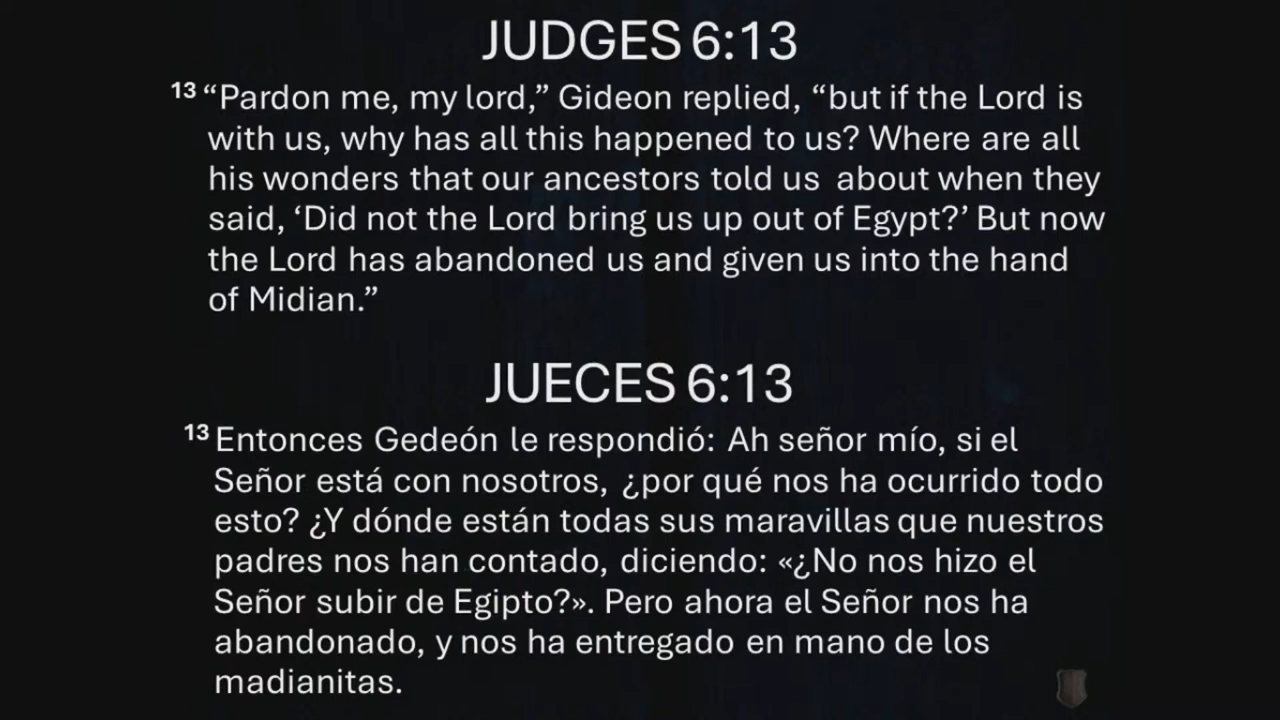 JUDGES 6:13
13 “Pardon me, my lord,” Gideon replied, “but if the Lord is
with us, why has all this happened to us? Where are all
his wonders that our ancestors told us about when they
said, ‘Did not the Lord bring us up out of Egypt?’ But now
the Lord has abandoned us and given us into the hand
of Midian.”
JUECES 6:13
13 Entonces Gedeón le respondió: Ah señor mío, si el
Señor está con nosotros, ¿por qué nos ha ocurrido todo
esto? ¿Y dónde están todas sus maravillas que nuestros
padres nos han contado, diciendo: «¿No nos hizo el
Señor subir de Egipto?». Pero ahora el Señor nos ha
abandonado, y nos ha entregado en mano de los
madianitas.